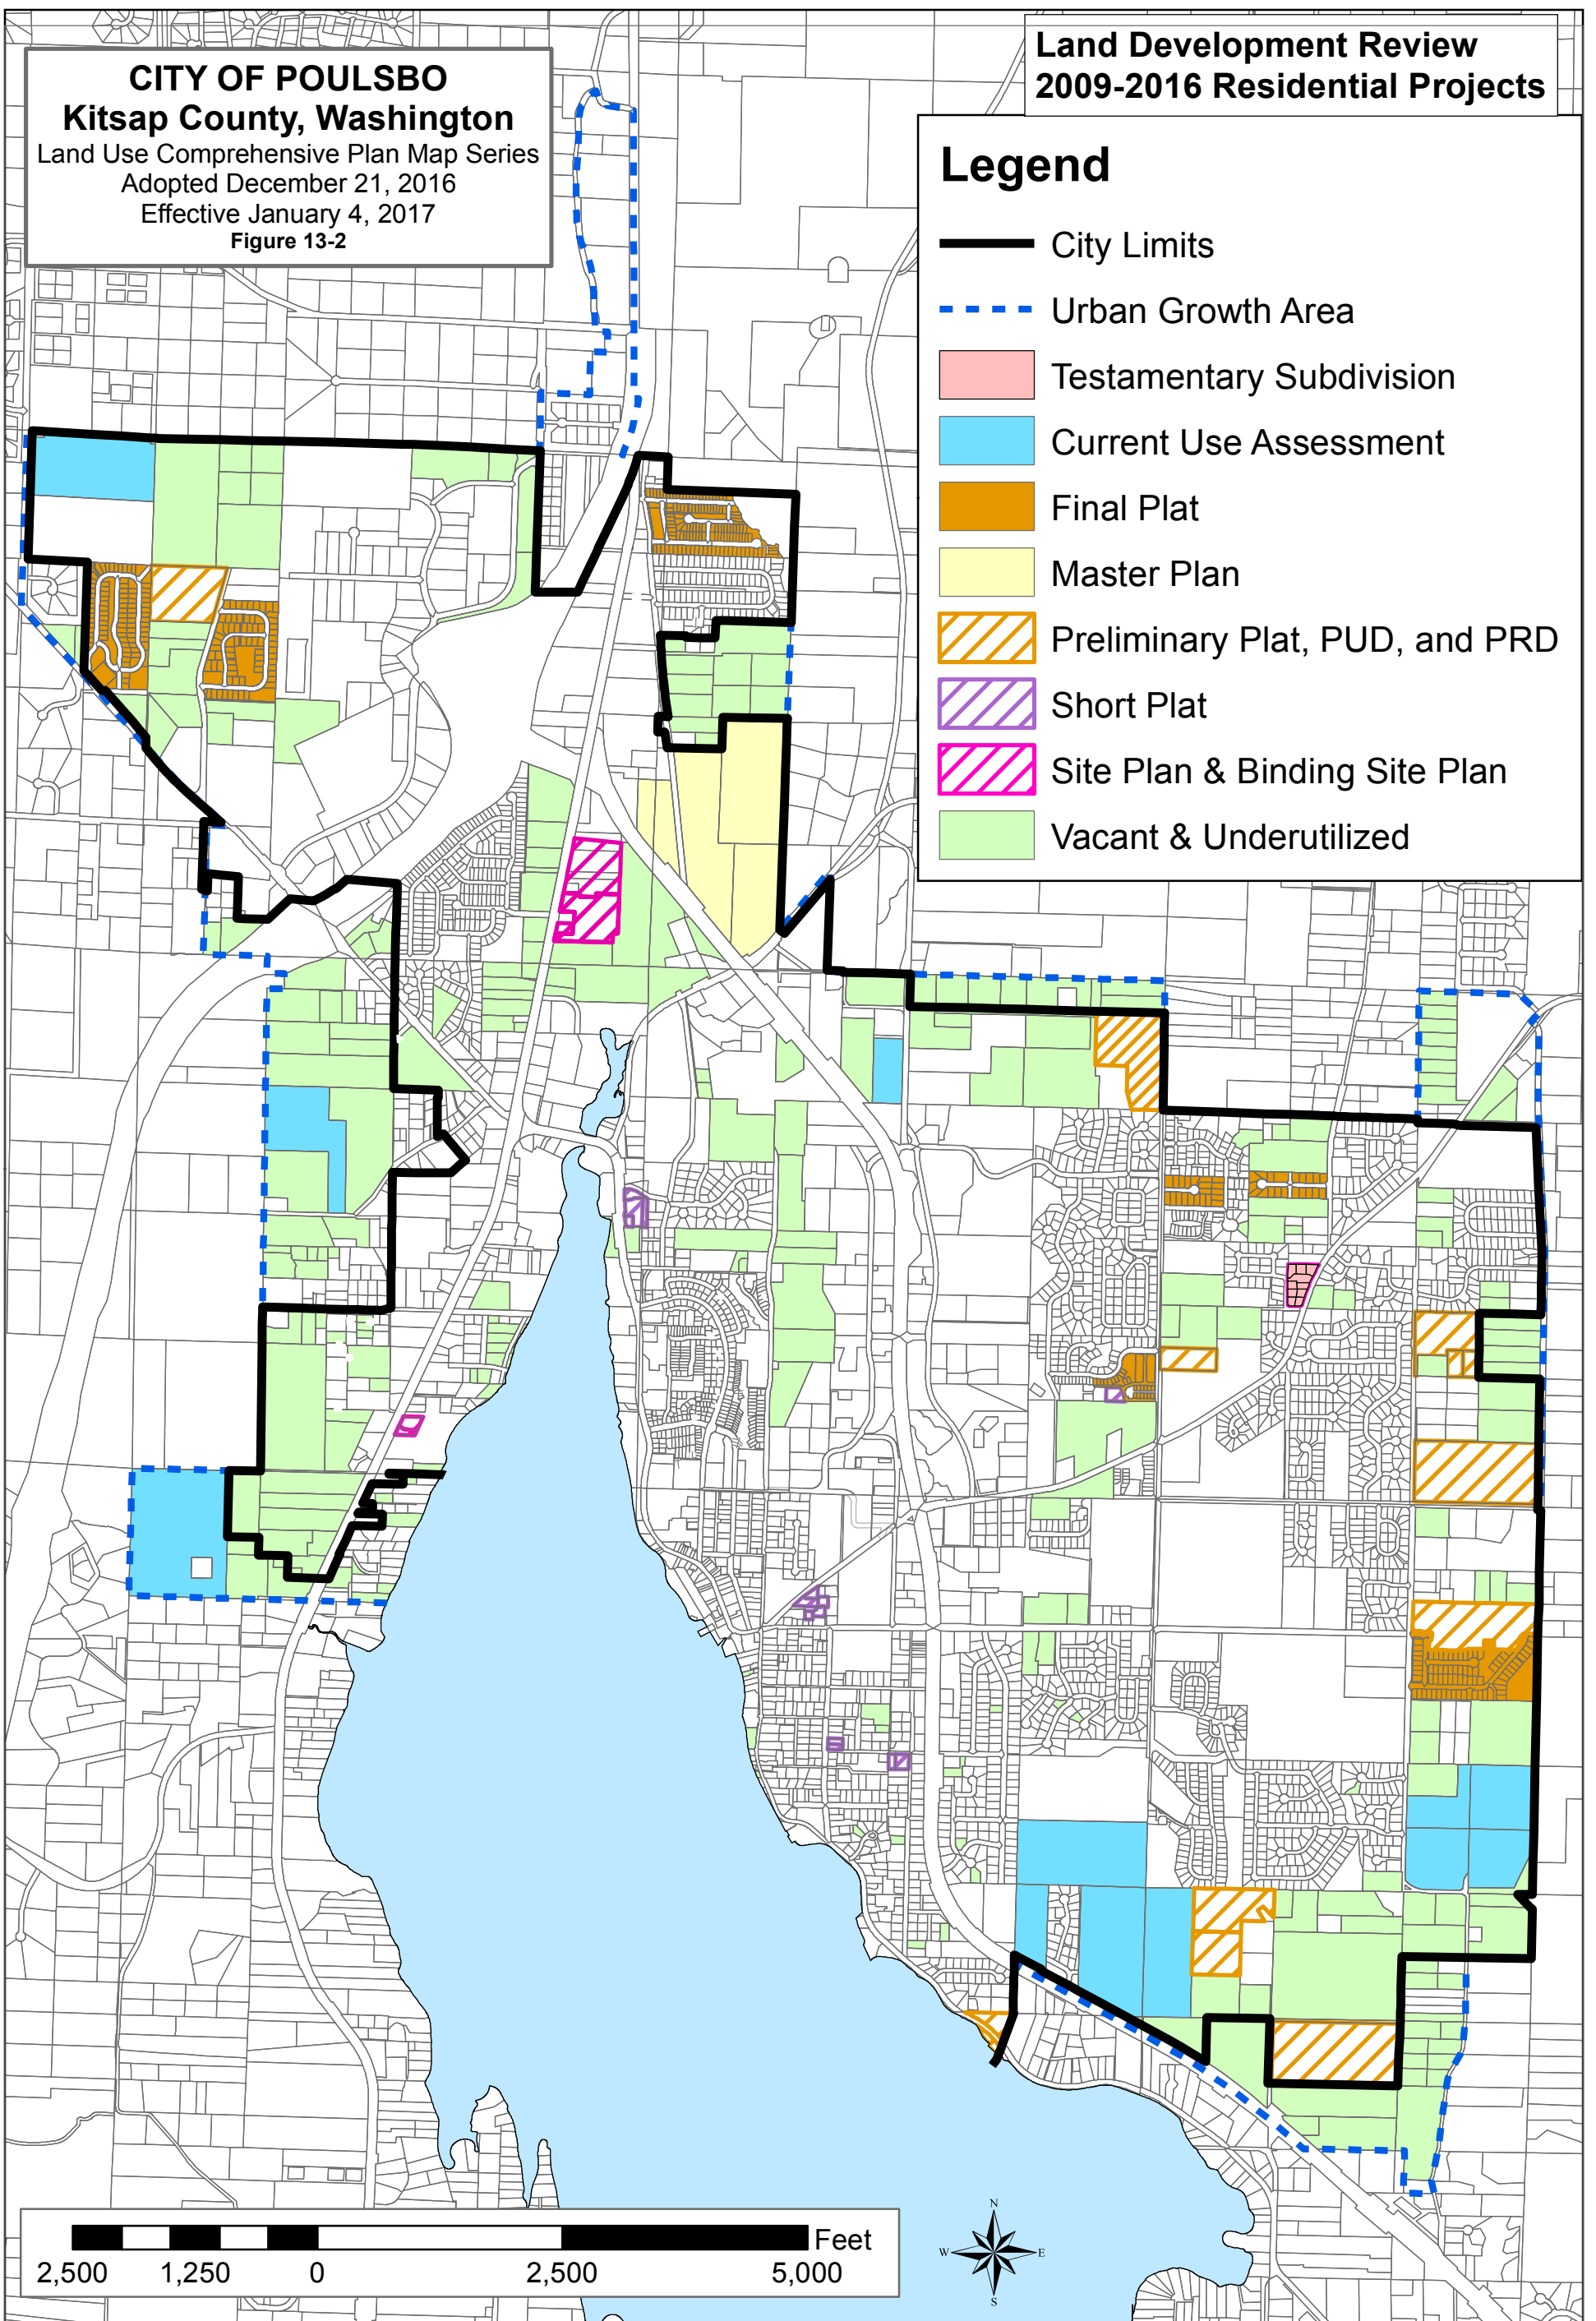 CITY OF POULSBO
Kitsap County, Washington
Land Use Comprehensive Plan Map Series
Adopted December 21, 2016
Effective January 4, 2017
Figure 13-2
Land Development Review
2009-2016 Residential Projects
Legend
City Limits
Urban Growth Area
Testamentary Subdivision
Current Use Assessment
Final Plat
Master Plan
Preliminary Plat, PUD, and PRD
Short Plat
Site Plan & Binding Site Plan
Vacant & Underutilized
Feet
2,500 1,250 0 2,500 5,000
N
W E
S